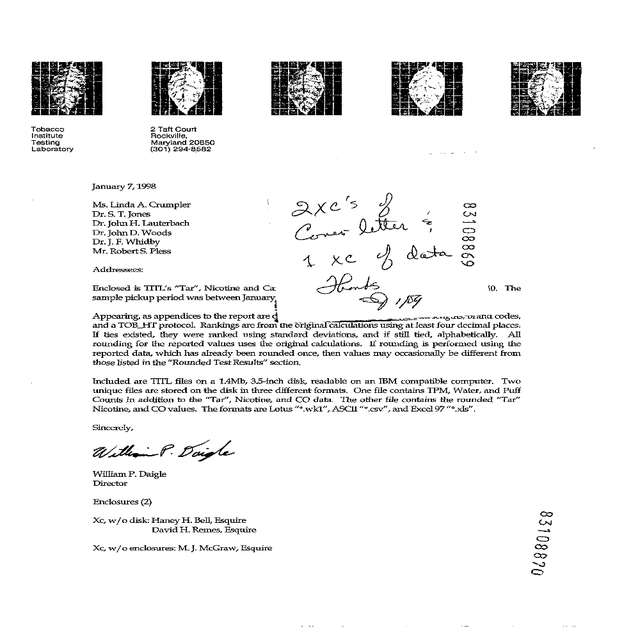 Tobacco
Institute
Testing
Laboratory
2 Taft Court
Rockville,
Maryland 20850
(301) 294-8582
January 7, 1998
Ms. Linda A. Crumpler
Dr. S. T. Jones
Dr. John H. Lauterbach
Dr. John D. Woods
Dr. J. F. Whidby
Mr. Robert S. Pless
2 XC's of
Cover letter &
1 xc of data
Thanks
1/09
83108869
Addressees:
Enclosed is TITL's "Tar", Nicotine and Ca 0. The
sample pickup period was between January
Appearing, as appendices to the report are brand codes,
and a TOB_HT protocol. Rankings are from the original calculations using at least four decimal places.
If ties existed, they were ranked using standard deviations, and if still tied, alphabetically. All
rounding for the reported values uses the original calculations. If rounding is performed using the
reported data, which has already been rounded once, then values may occasionally be different from
those listed in the "Rounded Test Results" section.
Included are TITL files on a 1.4Mb, 3.5-inch disk, readable on an IBM compatible computer. Two
unique files are stored on the disk in three different formats. One file contains TPM, Water, and Puff
Counts in addition to the "Tar", Nicotine, and CO data. The other file contains the rounded "Tar"
Nicotine, and CO values. The formats are Lotus "*.wk1", ASCII "*.csv", and Excel 97 "*.xls".
Sincerely,
William P. Daigle
William P. Daigle
Director
Enclosures (2)
Xc, w/o disk: Haney H. Bell, Esquire
David H. Remes, Esquire
Xc, w/o enclosures: M. J. McGraw, Esquire
83108870